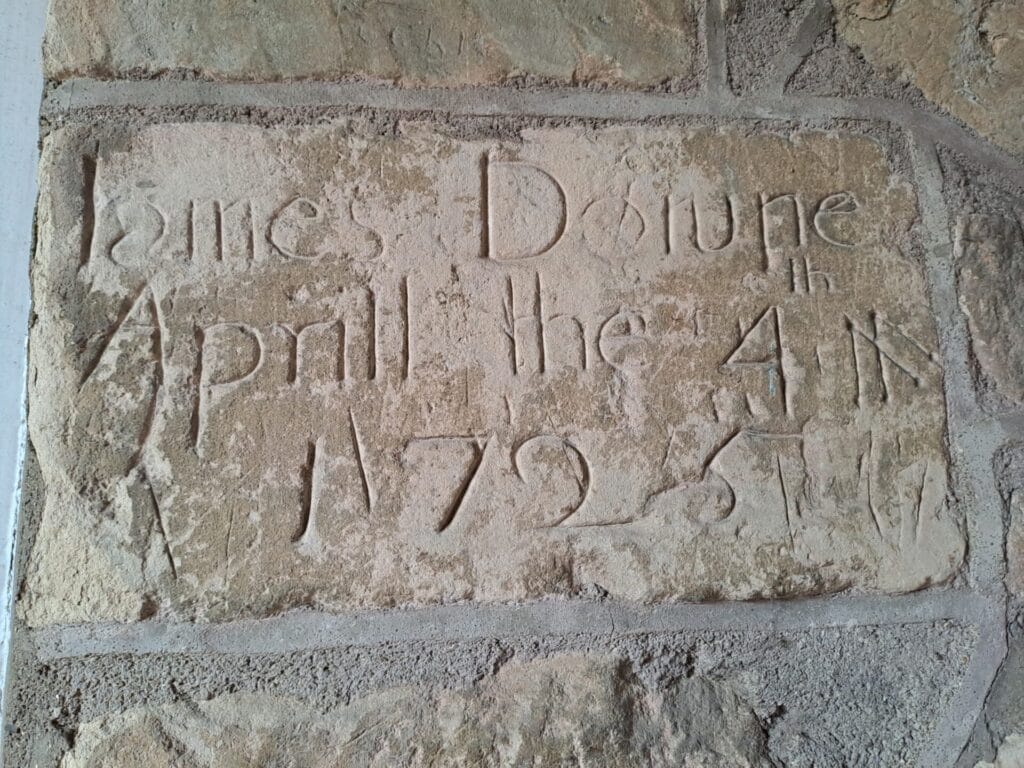 Iames Downe
Aprill the 4th
1725